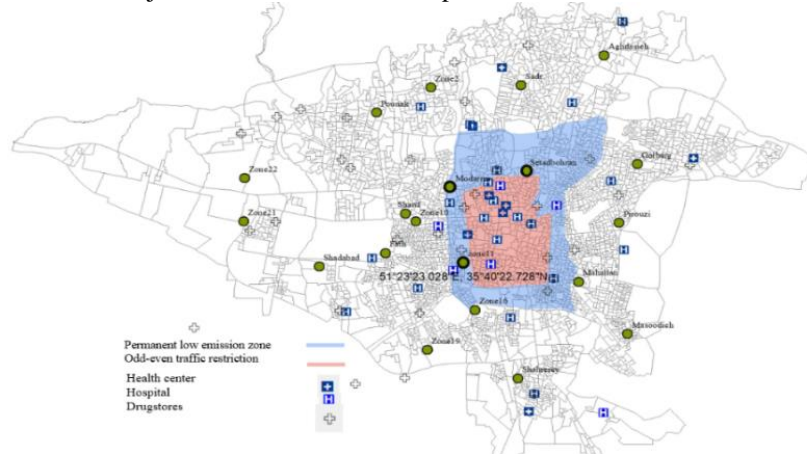 Aghdasieh
Zone2
Sadr
Pounak
Golbarg
Setadbohran
Zone22
Modarres
Sharif
Zone10
Zone21
Pirouzi
Fath
Shadabad
Zone11
51°23'23.028"E, 35°40'22.728"N
Mahallati
Zone16
Masoodieh
Permanent low emission zone
Odd-even traffic restriction
Zone19
Health center
Hospital
Drugstores